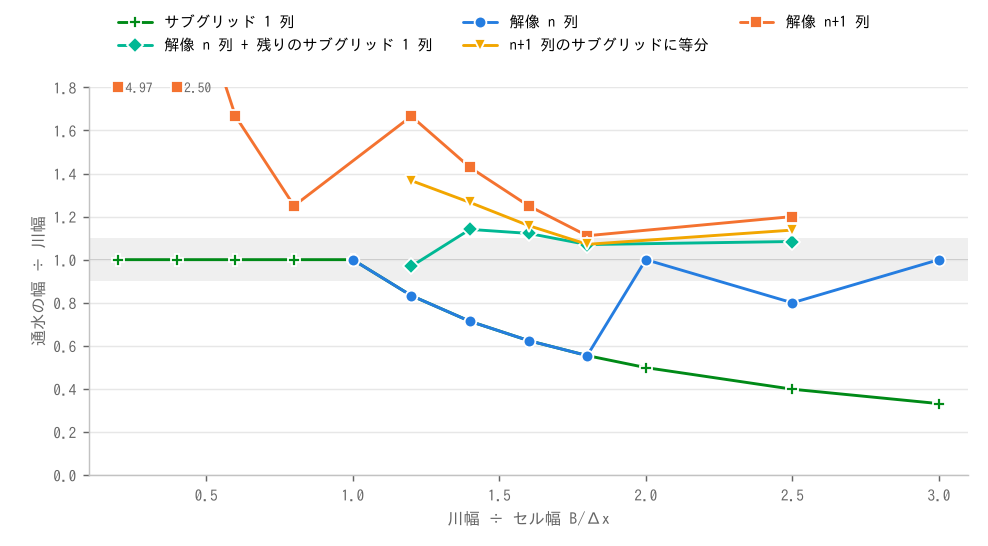 サブグリッド 1 列
解像 n 列
解像 n+1 列
解像 n 列 + 残りのサブグリッド 1 列
n+1 列のサブグリッドに等分
4.97
2.50
1.8
1.6
1.4
1.2
1.0
0.8
0.6
0.4
0.2
0.0
通水の幅 ÷ 川幅
0.5
1.0
1.5
2.0
2.5
3.0
川幅 ÷ セル幅 B/Δx